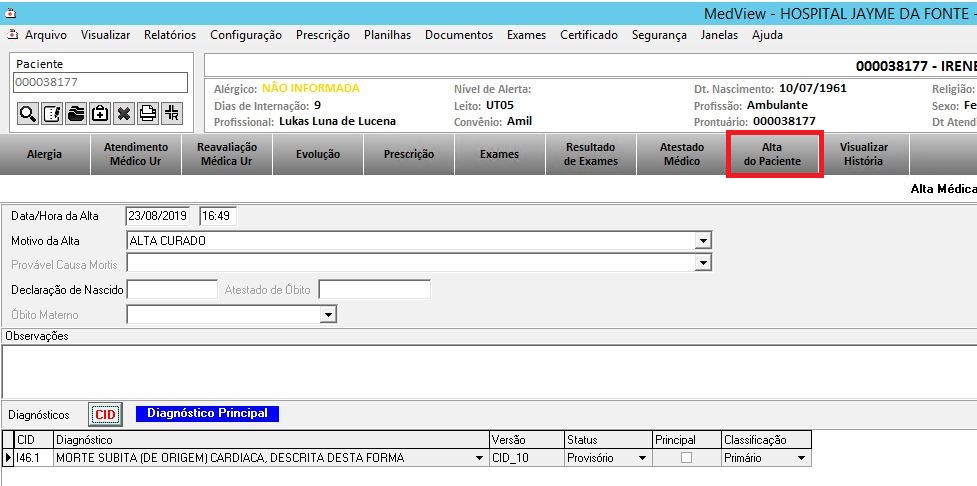 MedView - HOSPITAL JAYME DA FONTE -
Arquivo Visualizar Relatórios Configuração Prescrição Planilhas Documentos Exames Certificado Segurança Janelas Ajuda
Paciente
000038177
000038177 - IRENE
Alérgico: NÃO INFORMADA Nível de Alerta: Dt. Nascimento: 10/07/1961 Religião:
Dias de Internação: 9 Leito: UT05 Profissão: Ambulante Sexo: Fe
Profissional: Lukas Luna de Lucena Convênio: Amil Prontuário: 000038177 Dt Atend
Alergia
Atendimento
Médico Ur
Reavaliação
Médica Ur
Evolução
Prescrição
Exames
Resultado
de Exames
Atestado
Médico
Alta
do Paciente
Visualizar
História
Alta Médica
Data/Hora da Alta 23/08/2019 16:49
Motivo da Alta ALTA CURADO
Provável Causa Mortis
Declaração de Nascido Atestado de Óbito
Óbito Materno
Observações
Diagnósticos CID Diagnóstico Principal
CID Diagnóstico Versão Status Principal Classificação
I46.1 MORTE SUBITA (DE ORIGEM) CARDIACA, DESCRITA DESTA FORMA CID_10 Provisório Primário